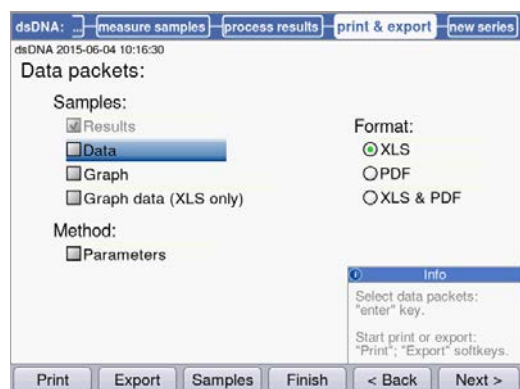 dsDNA: ... measure samples process results print & export new series
dsDNA 2015-06-04 10:16:30
Data packets:
Samples:
Results
Data
Graph
Graph data (XLS only)
Method:
Parameters
Format:
XLS
PDF
XLS & PDF
Info
Select data packets:
"enter" key.
Start print or export:
"Print"; "Export" softkeys.
Print Export Samples Finish < Back Next >